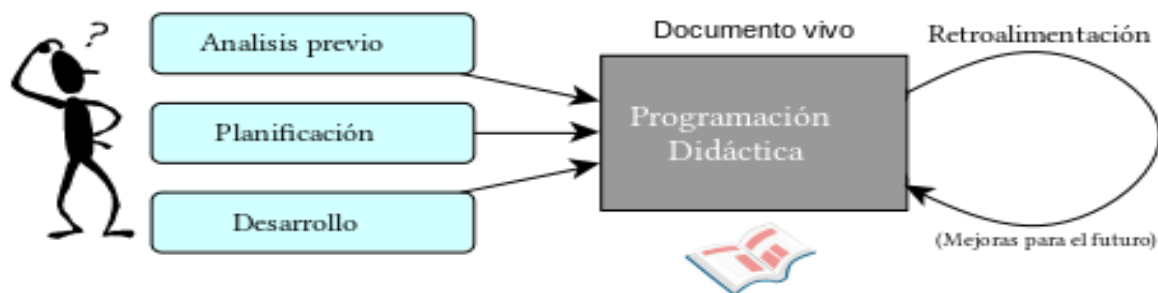 ?
Analisis previo
Planificación
Desarrollo
Documento vivo
Programación
Didáctica
Retroalimentación
(Mejoras para el futuro)